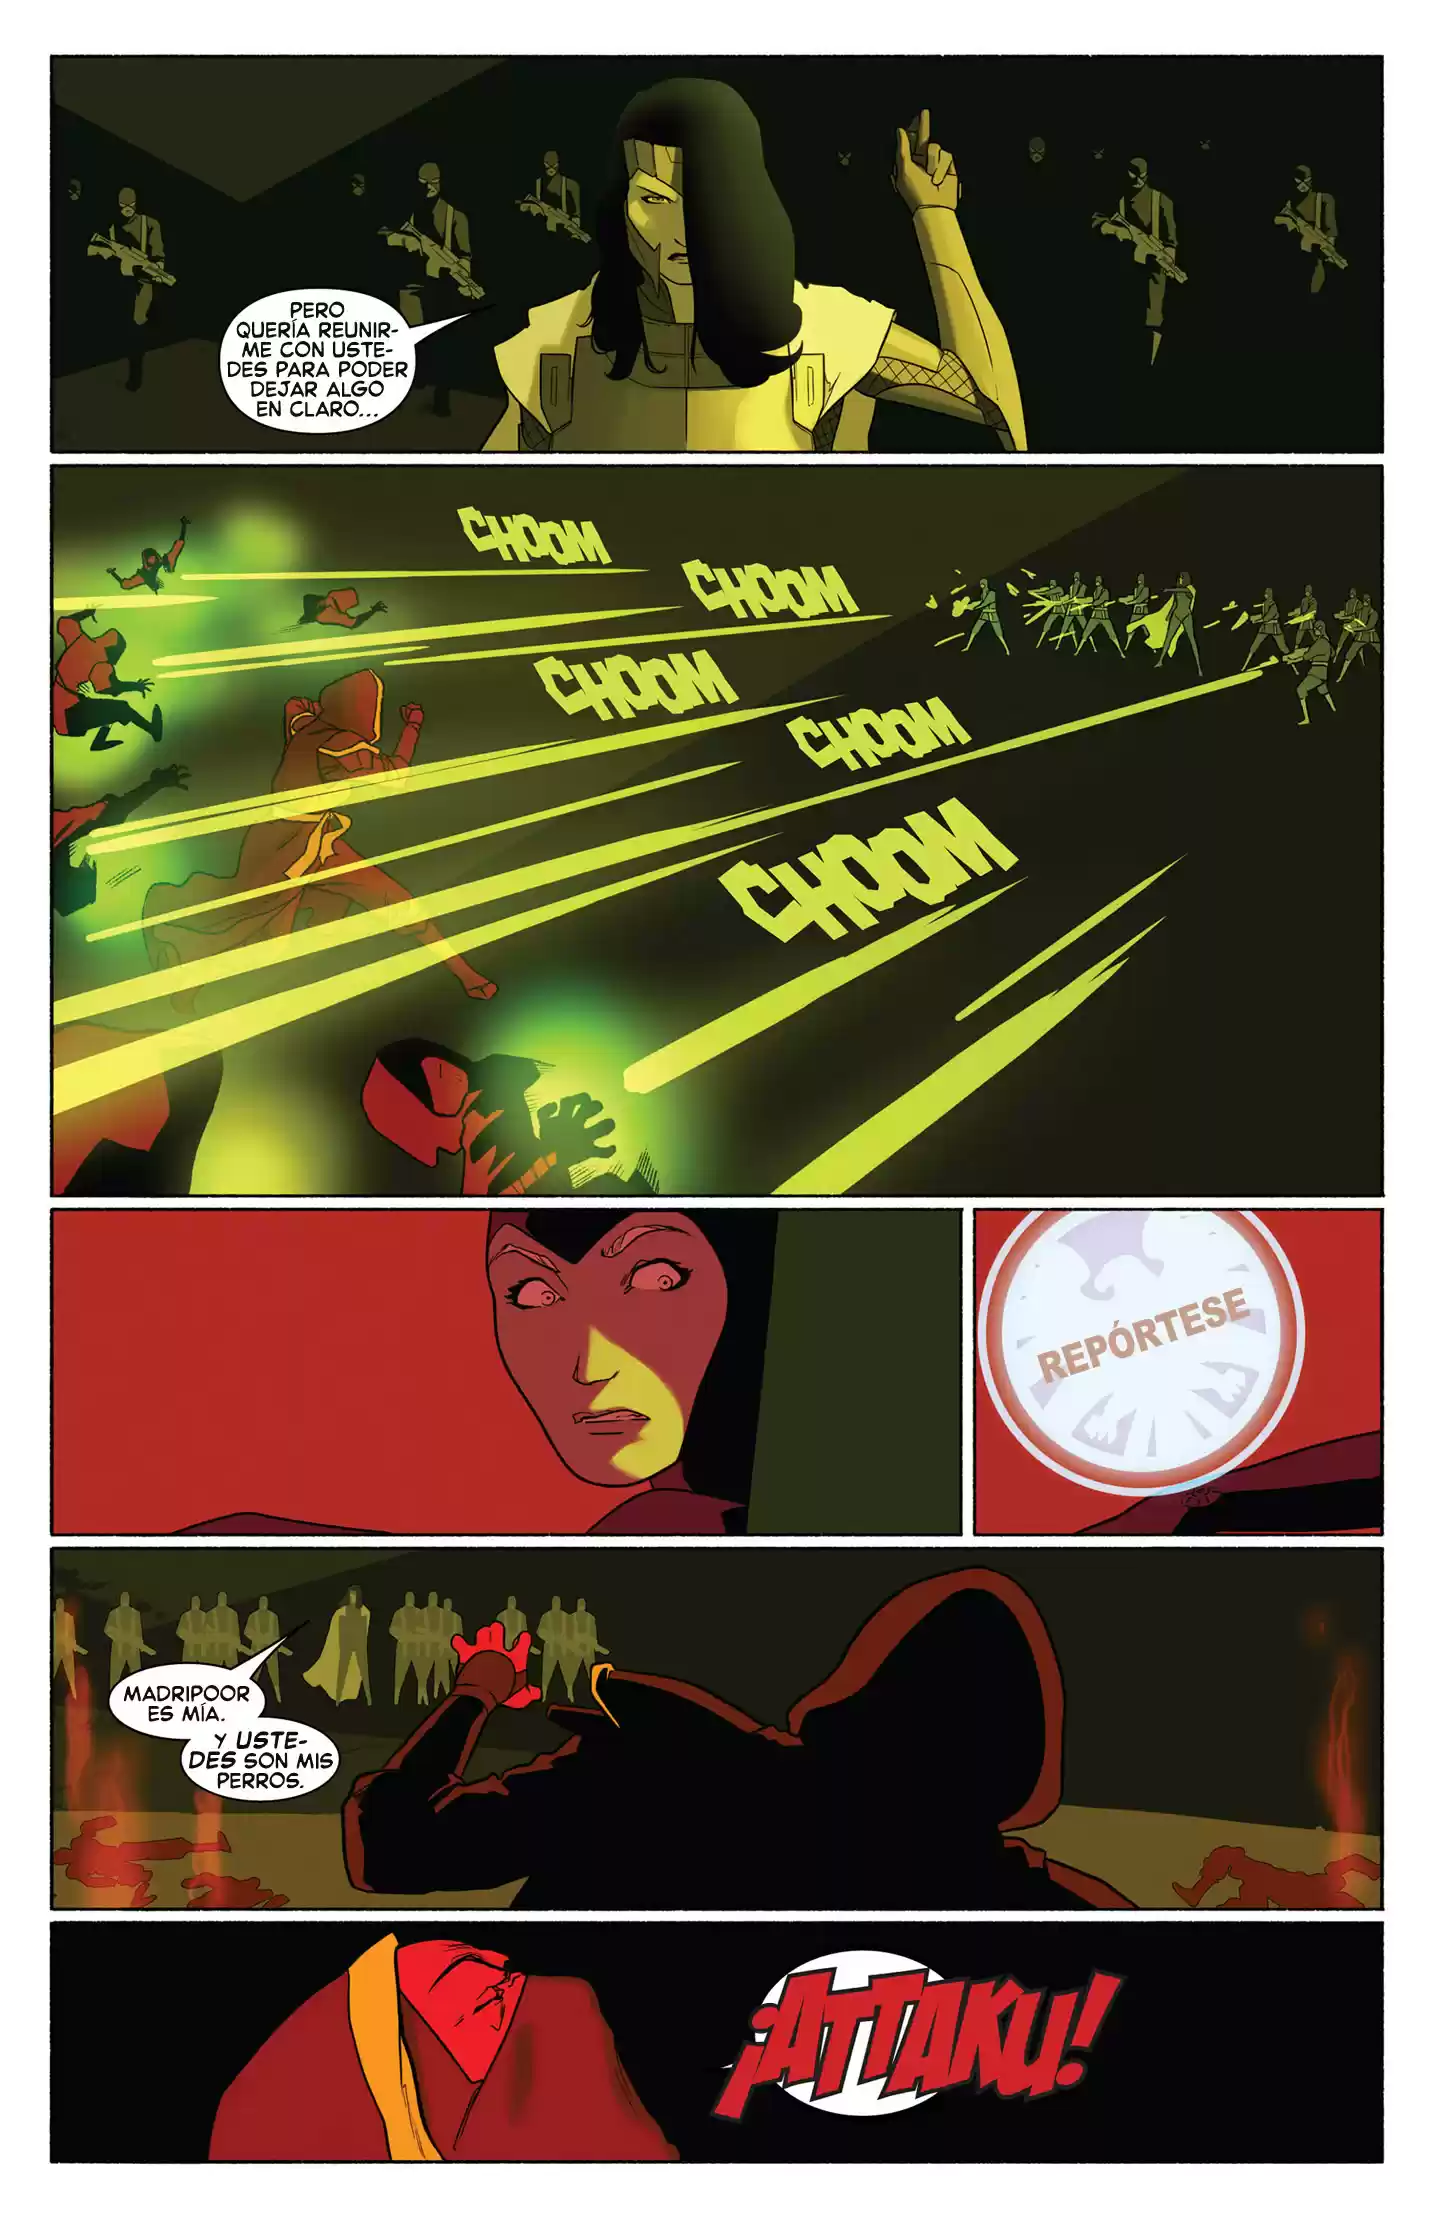 PERO
QUERÍA REUNIR-
ME CON USTE-
DES PARA PODER
DEJAR ALGO
EN CLARO...
CHOOM
CHOOM
CHOOM
CHOOM
CHOOM
REPÓRTESE
MADRIPOOR
ES MÍA.
Y USTE-
DES SON MIS
PERROS.
¡ATTAKU!